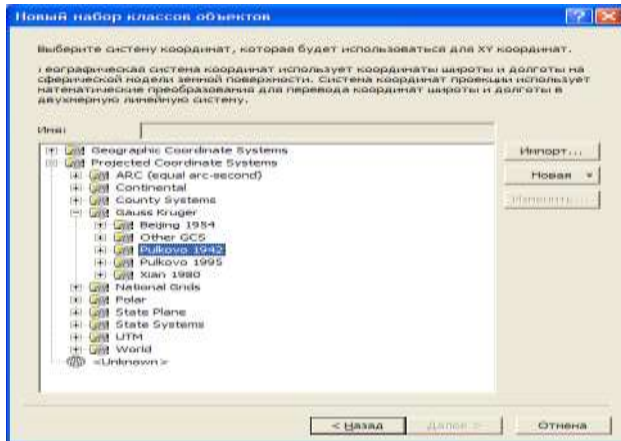 Новый набор классов объектов
Выберите систему координат, которая будет использоваться для XY координат.
Географическая система координат использует координаты широты и долготы на
сферической модели земной поверхности. Система координат проекции использует
математические преобразования для перевода координат широты и долготы в
двухмерную линейную систему.
Имя:
Geographic Coordinate Systems
Projected Coordinate Systems
ARC (equal arc-second)
Continental
County Systems
Gauss Kruger
Beijing 1954
Other GCS
Pulkovo 1942
Pulkovo 1995
Xian 1980
National Grids
Polar
State Plane
State Systems
UTM
World
<Unknown>
Импорт...
Новая
Изменить...
< Назад
Далее >
Отмена